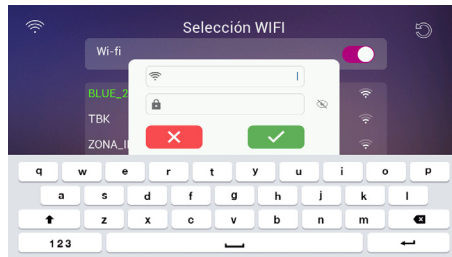 Selección WIFI
Wi-fi
BLUE_2
TBK
ZONA_I
q w e r t y u i o p
a s d f g h j k l
z x c v b n m
123